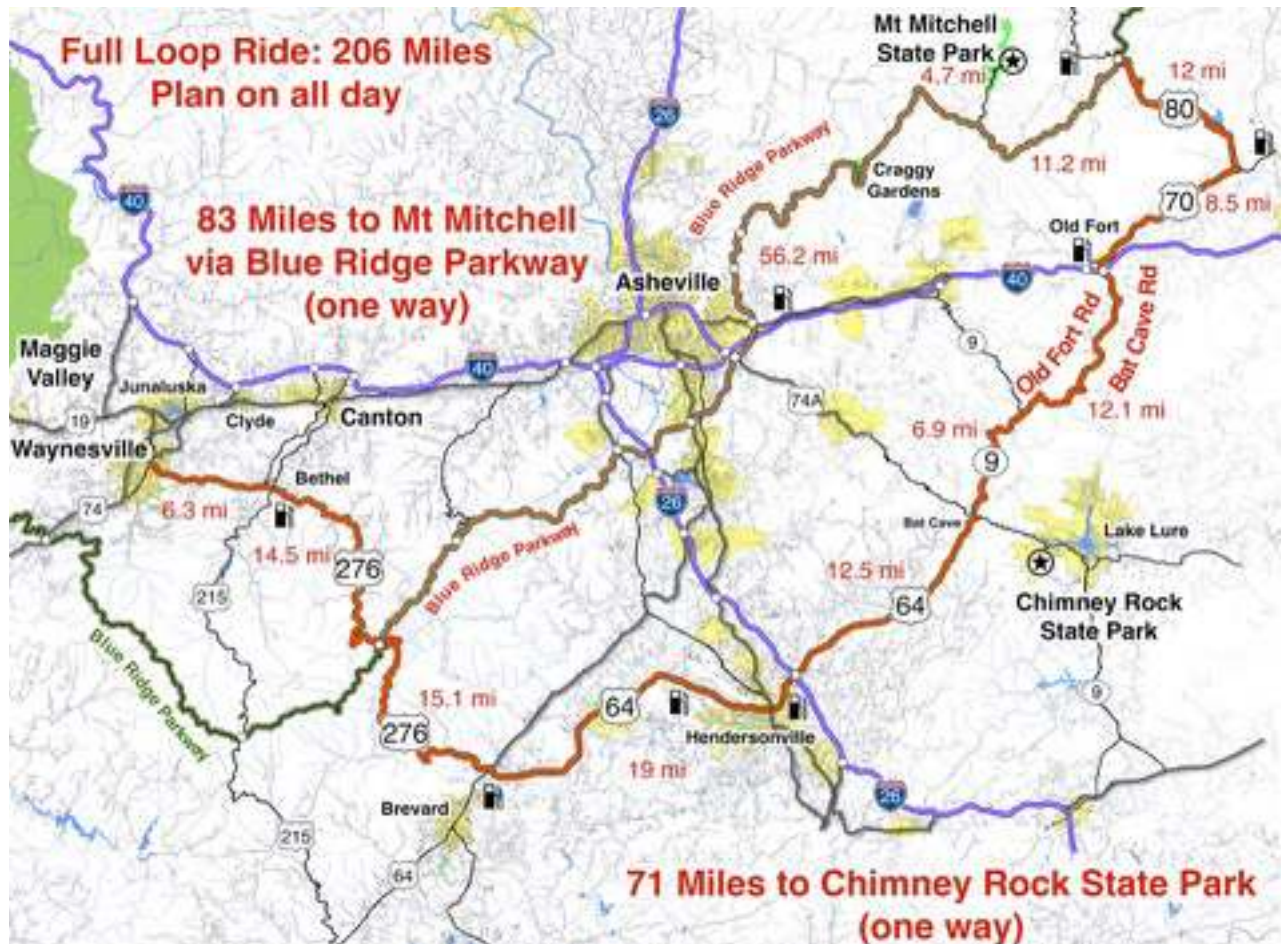 Full Loop Ride: 206 Miles
Plan on all day
Mt Mitchell
State Park
4.7 mi
12 mi
80
26
40
Blue Ridge Parkway
Craggy
Gardens
11.2 mi
70
8.5 mi
83 Miles to Mt Mitchell
via Blue Ridge Parkway
(one way)
56.2 mi
Old Fort
40
Asheville
Old Fort Rd
Bat Cave Rd
9
Maggie
Valley
Junaluska
40
19
Clyde
Canton
74A
12.1 mi
6.9 mi
Waynesville
9
Bethel
6.3 mi
74
26
Bat Cave
Lake Lure
14.5 mi
276
Blue Ridge Parkway
12.5 mi
64
215
Chimney Rock
State Park
Blue Ridge Parkway
15.1 mi
64
9
276
Hendersonville
19 mi
26
Brevard
215
64
71 Miles to Chimney Rock State Park
(one way)